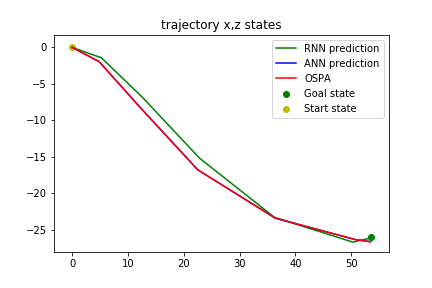 trajectory x,z states
RNN prediction
ANN prediction
OSPA
Goal state
Start state
0
−5
−10
−15
−20
−25
0 10 20 30 40 50